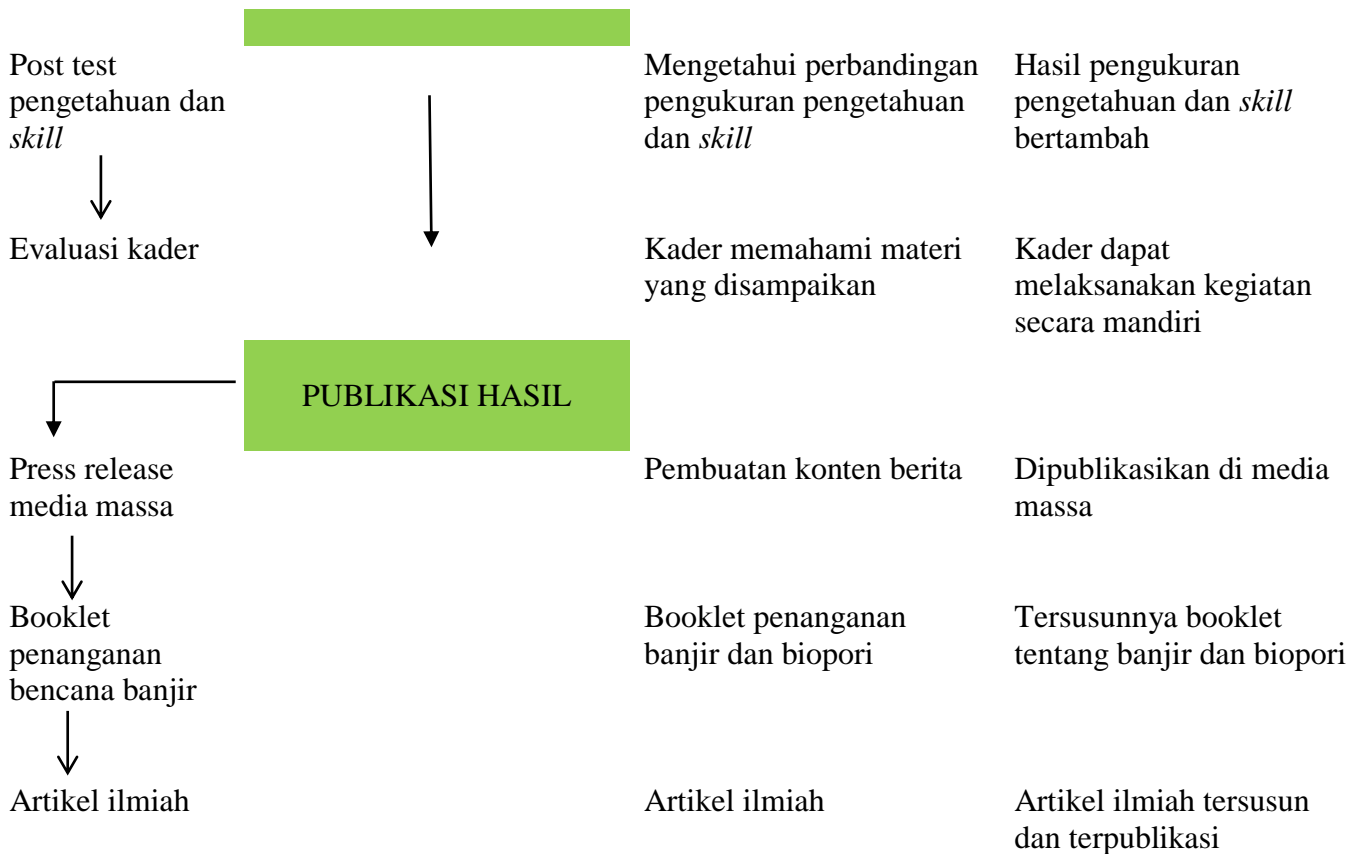 Post test
pengetahuan dan
skill
Mengetahui perbandingan
pengukuran pengetahuan
dan skill
Hasil pengukuran
pengetahuan dan skill
bertambah
Evaluasi kader
Kader memahami materi
yang disampaikan
Kader dapat
melaksanakan kegiatan
secara mandiri
PUBLIKASI HASIL
Press release
media massa
Pembuatan konten berita
Dipublikasikan di media
massa
Booklet
penanganan
bencana banjir
Booklet penanganan
banjir dan biopori
Tersusunnya booklet
tentang banjir dan biopori
Artikel ilmiah
Artikel ilmiah
Artikel ilmiah tersusun
dan terpublikasi